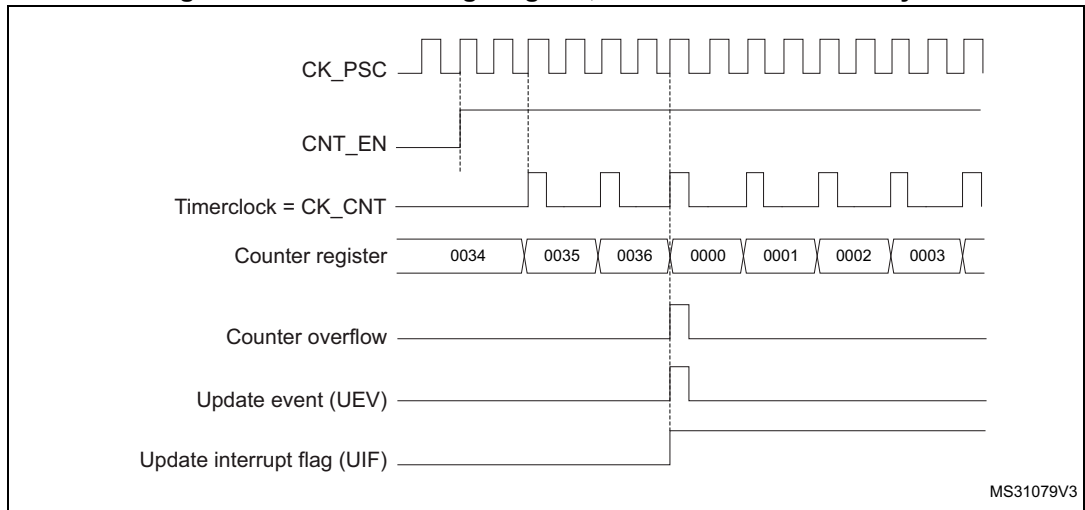 CK_PSC
CNT_EN
Timerclock = CK_CNT
Counter register 0034 0035 0036 0000 0001 0002 0003
Counter overflow
Update event (UEV)
Update interrupt flag (UIF)
MS31079V3